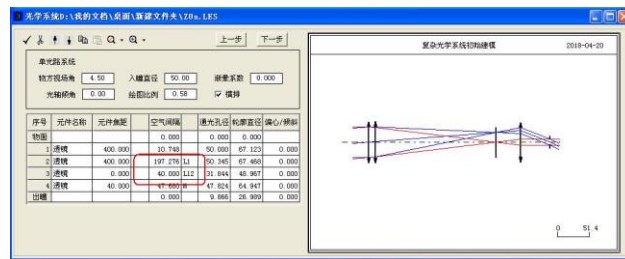 光学系统D:\我的文档\桌面\新建文件夹\ZOn.LES
上一步 下一步
单光路系统
物方视场角 4.50 入瞳直径 50.00 渐晕系数 0.000
光轴倾角 0.00 绘图比例 0.58 横排
序号 元件名称 元件焦距 空气间隔 通光孔径 轮廓直径 偏心/倾斜
物面 0.000 0.000 0.000
1 透镜 400.000 10.748 50.000 67.123 0.000
2 透镜 400.000 197.276 L1 50.345 67.468 0.000
3 透镜 0.000 40.000 L12 31.844 48.967 0.000
4 透镜 40.000 47.880 # 47.824 64.947 0.000
出瞳 0.000 9.866 26.989 0.000
复杂光学系统初始建模 2018-04-20
0 51.4